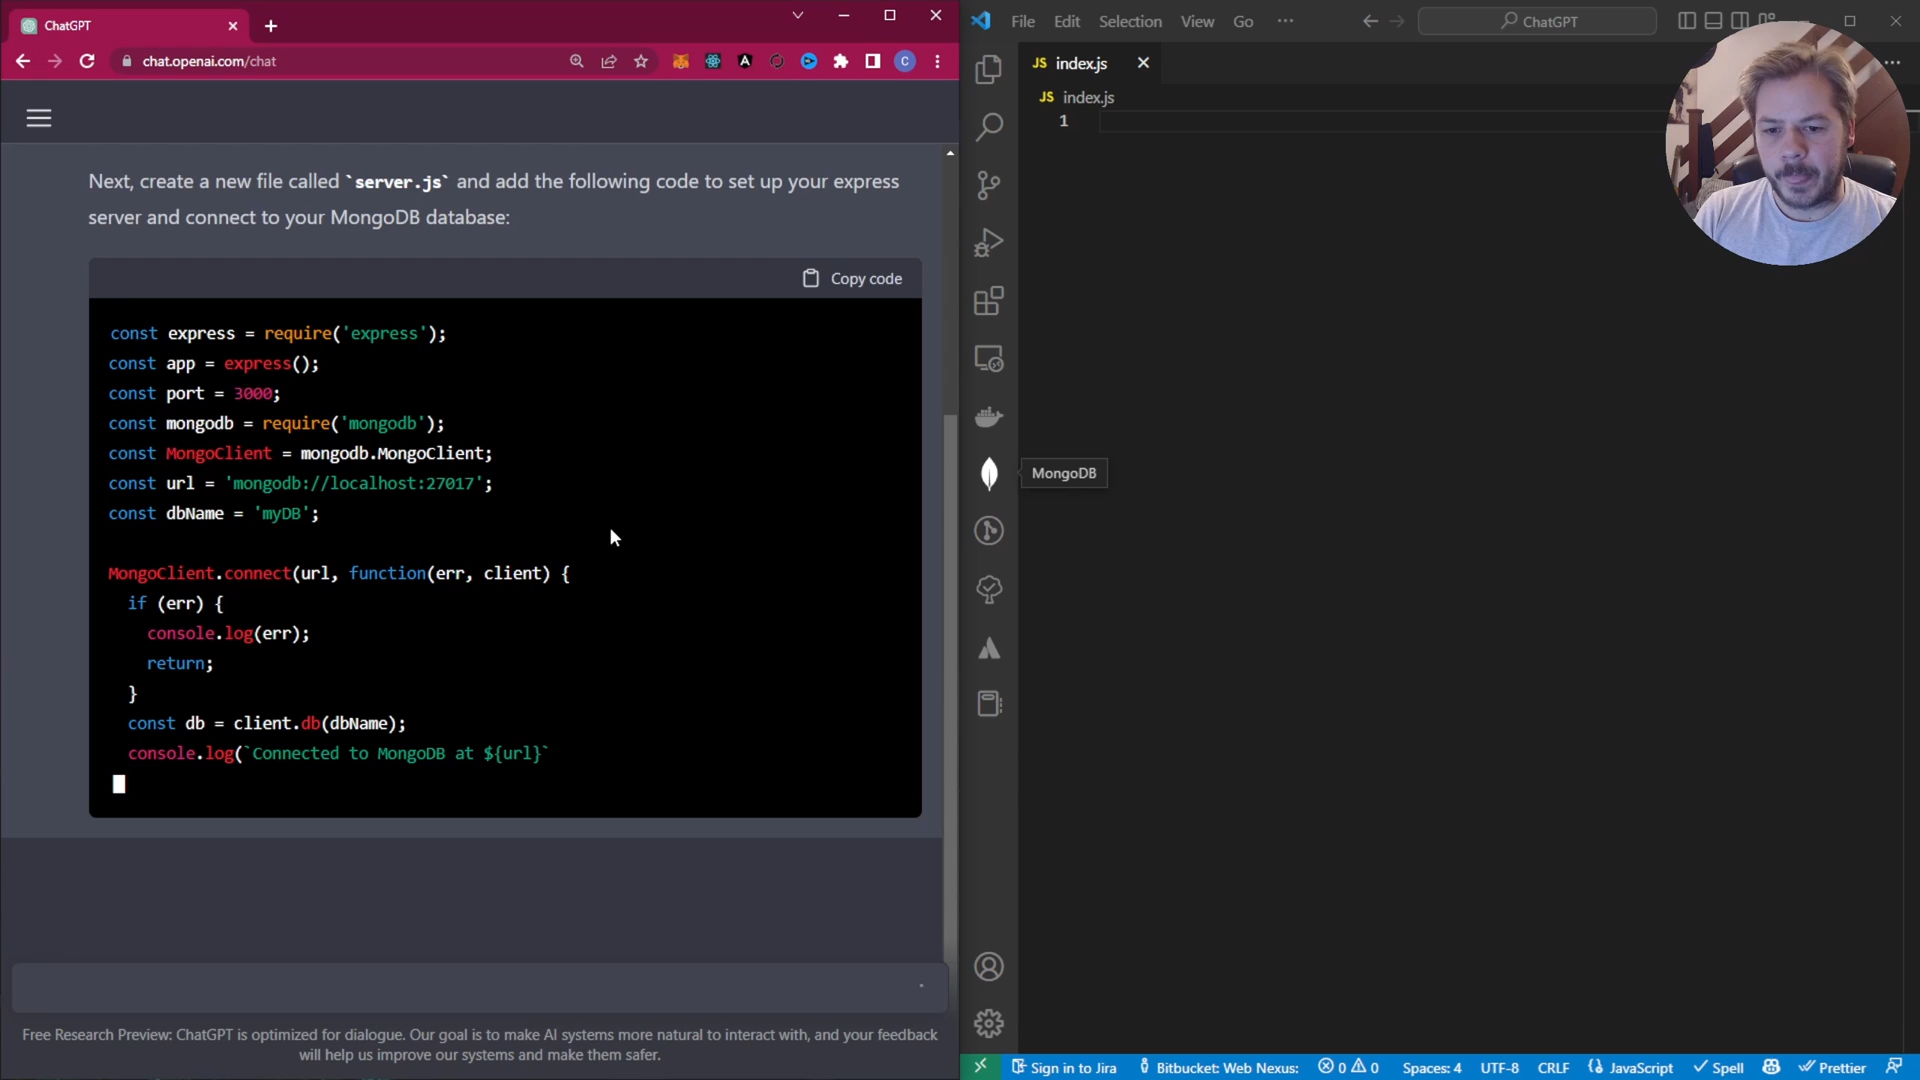 ChatGPT
chat.openai.com/chat
Next, create a new file called `server.js` and add the following code to set up your express
server and connect to your MongoDB database:
Copy code
const express = require('express');
const app = express();
const port = 3000;
const mongodb = require('mongodb');
const MongoClient = mongodb.MongoClient;
const url = 'mongodb://localhost:27017';
const dbName = 'myDB';
MongoClient.connect(url, function(err, client) {
if (err) {
console.log(err);
return;
}
const db = client.db(dbName);
console.log(`Connected to MongoDB at ${url}`
Free Research Preview: ChatGPT is optimized for dialogue. Our goal is to make AI systems more natural to interact with, and your feedback
will help us improve our systems and make them safer.
File Edit Selection View Go ··· ChatGPT
JS index.js
JS index.js
1
MongoDB
Sign in to Jira Bitbucket: Web Nexus: 0 0 Spaces: 4 UTF-8 CRLF JavaScript Spell Prettier